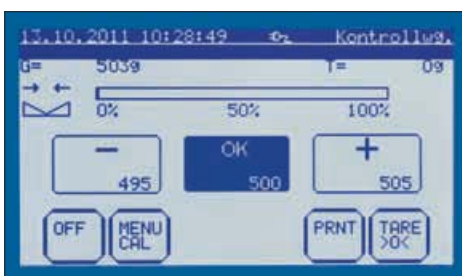 13.10.2011 10:28:49 Kontrollwg.
G= 503g T= 0g
→ ←
0% 50% 100%
− OK +
495 500 505
OFF MENU CAL PRNT TARE >0<